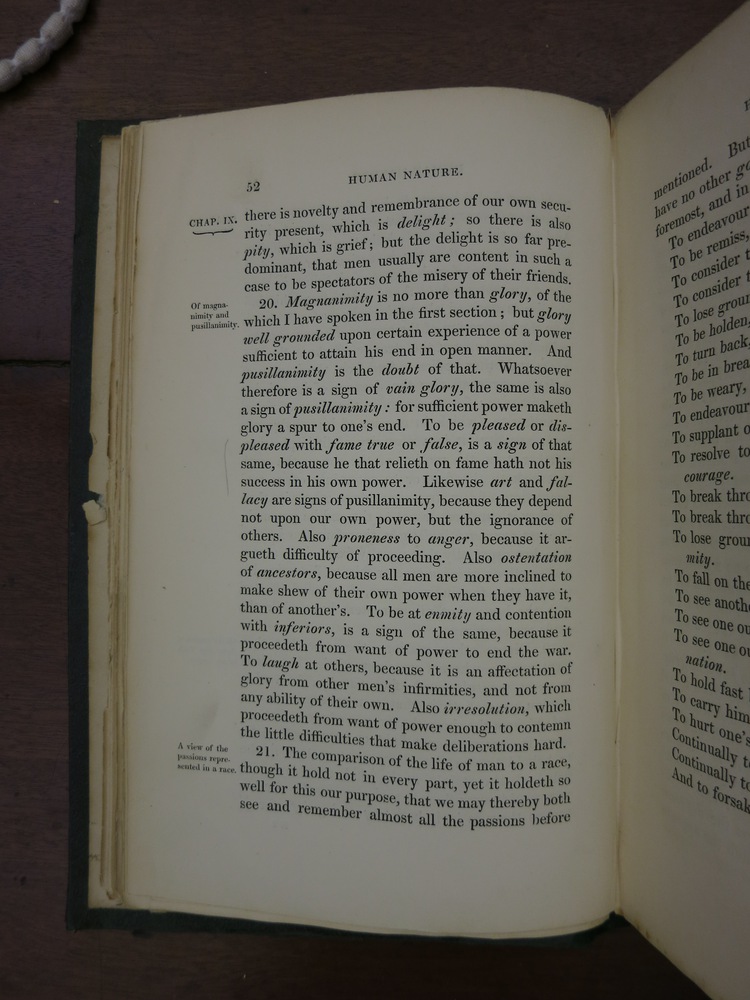 52
HUMAN NATURE.
CHAP. IX.
there is novelty and remembrance of our own secu-
rity present, which is delight; so there is also
pity, which is grief; but the delight is so far pre-
dominant, that men usually are content in such a
case to be spectators of the misery of their friends.
Of magna-
nimity and
pusillanimity.
20. Magnanimity is no more than glory, of the
which I have spoken in the first section; but glory
well grounded upon certain experience of a power
sufficient to attain his end in open manner. And
pusillanimity is the doubt of that. Whatsoever
therefore is a sign of vain glory, the same is also
a sign of pusillanimity: for sufficient power maketh
glory a spur to one's end. To be pleased or dis-
pleased with fame true or false, is a sign of that
same, because he that relieth on fame hath not his
success in his own power. Likewise art and fal-
lacy are signs of pusillanimity, because they depend
not upon our own power, but the ignorance of
others. Also proneness to anger, because it ar-
gueth difficulty of proceeding. Also ostentation
of ancestors, because all men are more inclined to
make shew of their own power when they have it,
than of another's. To be at enmity and contention
with inferiors, is a sign of the same, because it
proceedeth from want of power to end the war.
To laugh at others, because it is an affectation of
glory from other men's infirmities, and not from
any ability of their own. Also irresolution, which
proceedeth from want of power enough to contemn
the little difficulties that make deliberations hard.
A view of the
passions repre-
sented in a race.
21. The comparison of the life of man to a race,
though it hold not in every part, yet it holdeth so
well for this our purpose, that we may thereby both
see and remember almost all the passions before
mentioned. But
have no other
foremost, and in
To endeavour
To be remiss,
To consider
To consider
To lose
To be holden,
To turn back,
To be in
To be weary,
To endeavour
To supplant
To resolve to
courage.
To break
To break
To lose
mity.
To fall on the
To see
To see one
To see one
nation.
To hold fast
To carry him
To hurt one's
Continually
Continually
And to